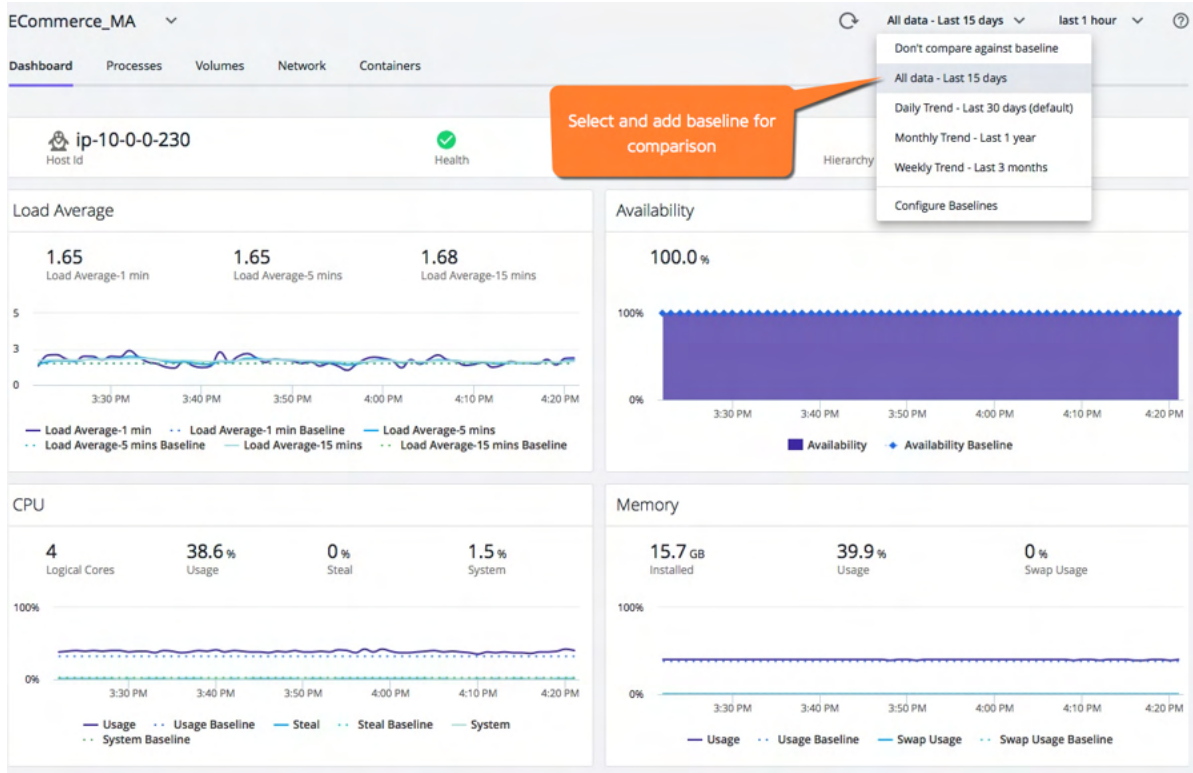 ECommerce_MA
All data - Last 15 days
last 1 hour
Don't compare against baseline
All data - Last 15 days
Daily Trend - Last 30 days (default)
Monthly Trend - Last 1 year
Weekly Trend - Last 3 months
Configure Baselines
Dashboard Processes Volumes Network Containers
Select and add baseline for
comparison
ip-10-0-0-230
Host Id
Health
Hierarchy
Load Average
1.65 1.65 1.68
Load Average-1 min Load Average-5 mins Load Average-15 mins
5
3
0
3:30 PM 3:40 PM 3:50 PM 4:00 PM 4:10 PM 4:20 PM
Load Average-1 min Load Average-1 min Baseline Load Average-5 mins
Load Average-5 mins Baseline Load Average-15 mins Load Average-15 mins Baseline
Availability
100.0 %
100%
0%
3:30 PM 3:40 PM 3:50 PM 4:00 PM 4:10 PM 4:20 PM
Availability Availability Baseline
CPU
4 38.6 % 0 % 1.5 %
Logical Cores Usage Steal System
100%
0%
3:30 PM 3:40 PM 3:50 PM 4:00 PM 4:10 PM 4:20 PM
Usage Usage Baseline Steal Steal Baseline System
System Baseline
Memory
15.7 GB 39.9 % 0 %
Installed Usage Swap Usage
100%
0%
3:30 PM 3:40 PM 3:50 PM 4:00 PM 4:10 PM 4:20 PM
Usage Usage Baseline Swap Usage Swap Usage Baseline